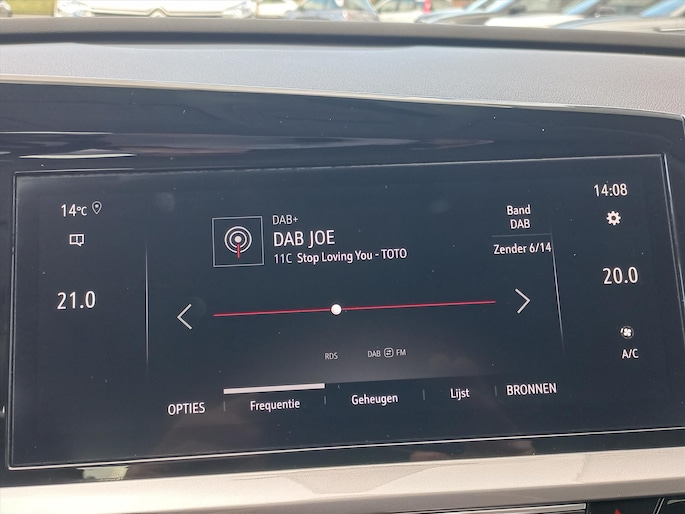 14°C
14:08
DAB+
DAB JOE
11C Stop Loving You - TOTO
Band
DAB
Zender 6/14
21.0
20.0
RDS
DAB FM
A/C
OPTIES
Frequentie
Geheugen
Lijst
BRONNEN